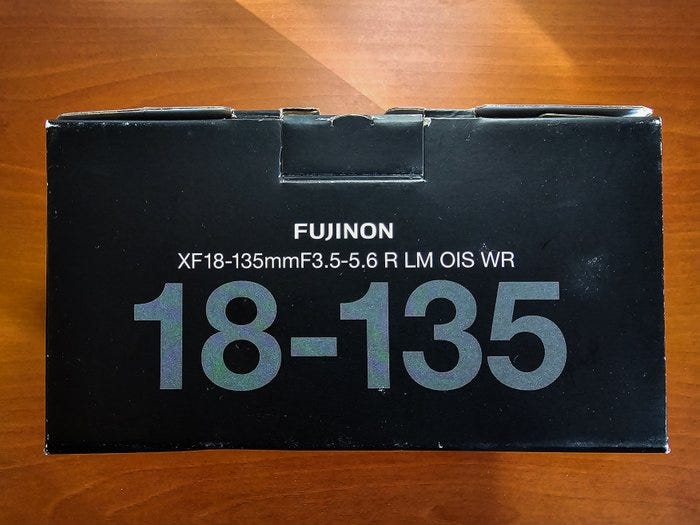 FUJINON
XF18-135mmF3.5-5.6 R LM OIS WR
18-135